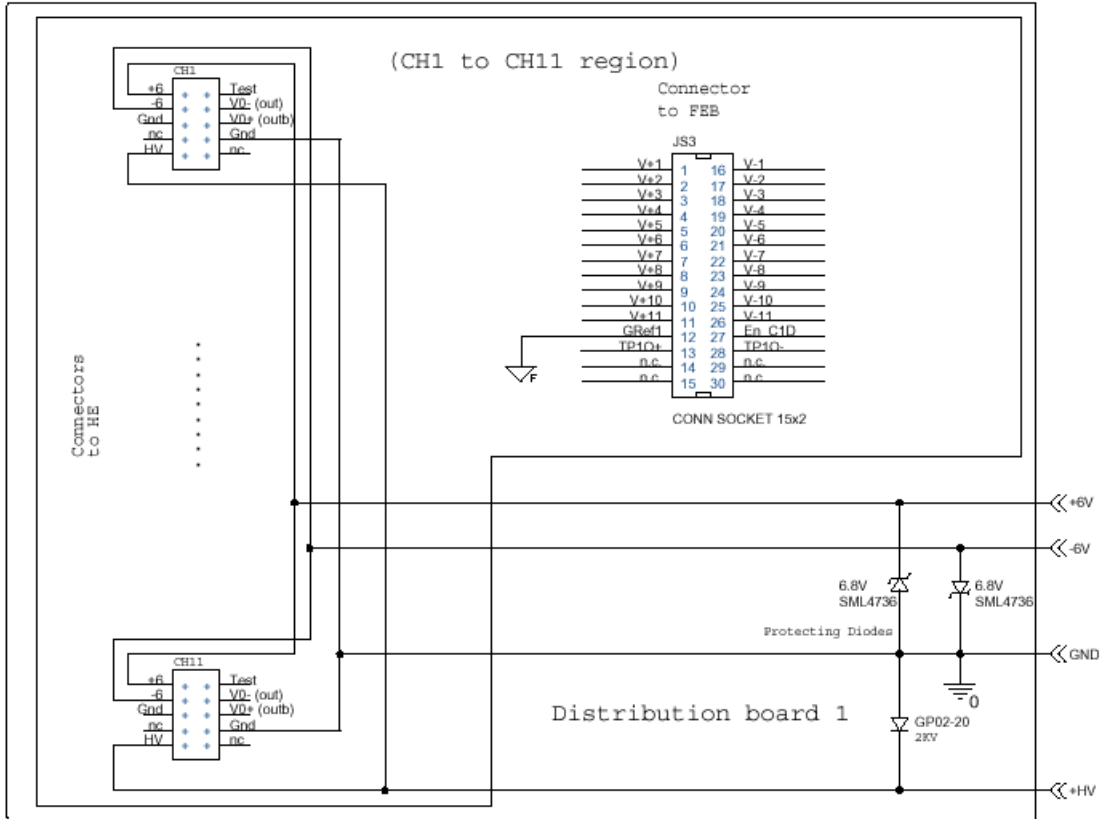 (CH1 to CH11 region)
Connector
to FEB
CH1
+6 Test
-6 V0- (out)
Gnd V0+ (outb)
nc Gnd
HV nc
JS3
V+1 1 16 V-1
V+2 2 17 V-2
V+3 3 18 V-3
V+4 4 19 V-4
V+5 5 20 V-5
V+6 6 21 V-6
V+7 7 22 V-7
V+8 8 23 V-8
V+9 9 24 V-9
V+10 10 25 V-10
V+11 11 26 V-11
GRef1 12 27 En_C1D
TP1O+ 13 28 TP1O-
n.c. 14 29 n.c.
n.c 15 30 n.c
F
CONN SOCKET 15x2
Connectors
to HE
+6V
-6V
6.8V
SML4736
6.8V
SML4736
Protecting Diodes
GND
0
CH11
+6 Test
-6 V0- (out)
Gnd V0+ (outb)
nc Gnd
HV nc
Distribution board 1
GP02-20
2KV
+HV